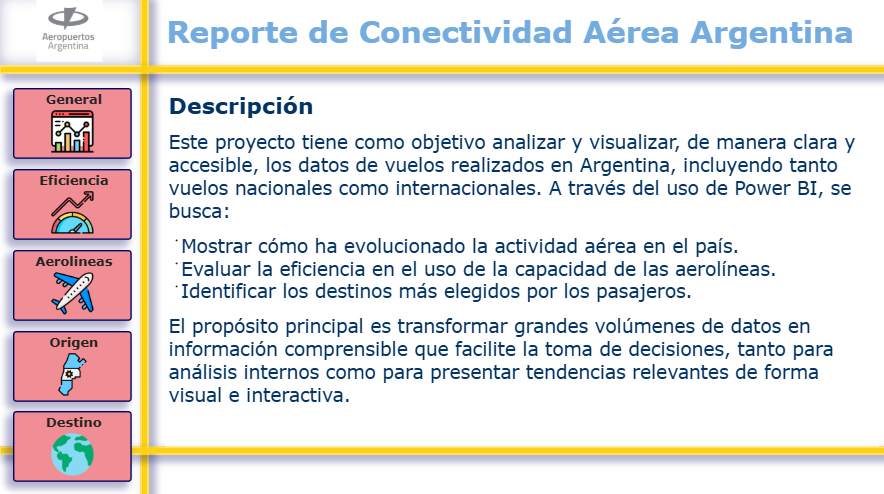 Aeropuertos
Argentina
Reporte de Conectividad Aérea Argentina
General
Eficiencia
Aerolineas
Origen
Destino
Descripción
Este proyecto tiene como objetivo analizar y visualizar, de manera clara y
accesible, los datos de vuelos realizados en Argentina, incluyendo tanto
vuelos nacionales como internacionales. A través del uso de Power BI, se
busca:
˙Mostrar cómo ha evolucionado la actividad aérea en el país.
˙Evaluar la eficiencia en el uso de la capacidad de las aerolíneas.
˙Identificar los destinos más elegidos por los pasajeros.
El propósito principal es transformar grandes volúmenes de datos en
información comprensible que facilite la toma de decisiones, tanto para
análisis internos como para presentar tendencias relevantes de forma
visual e interactiva.